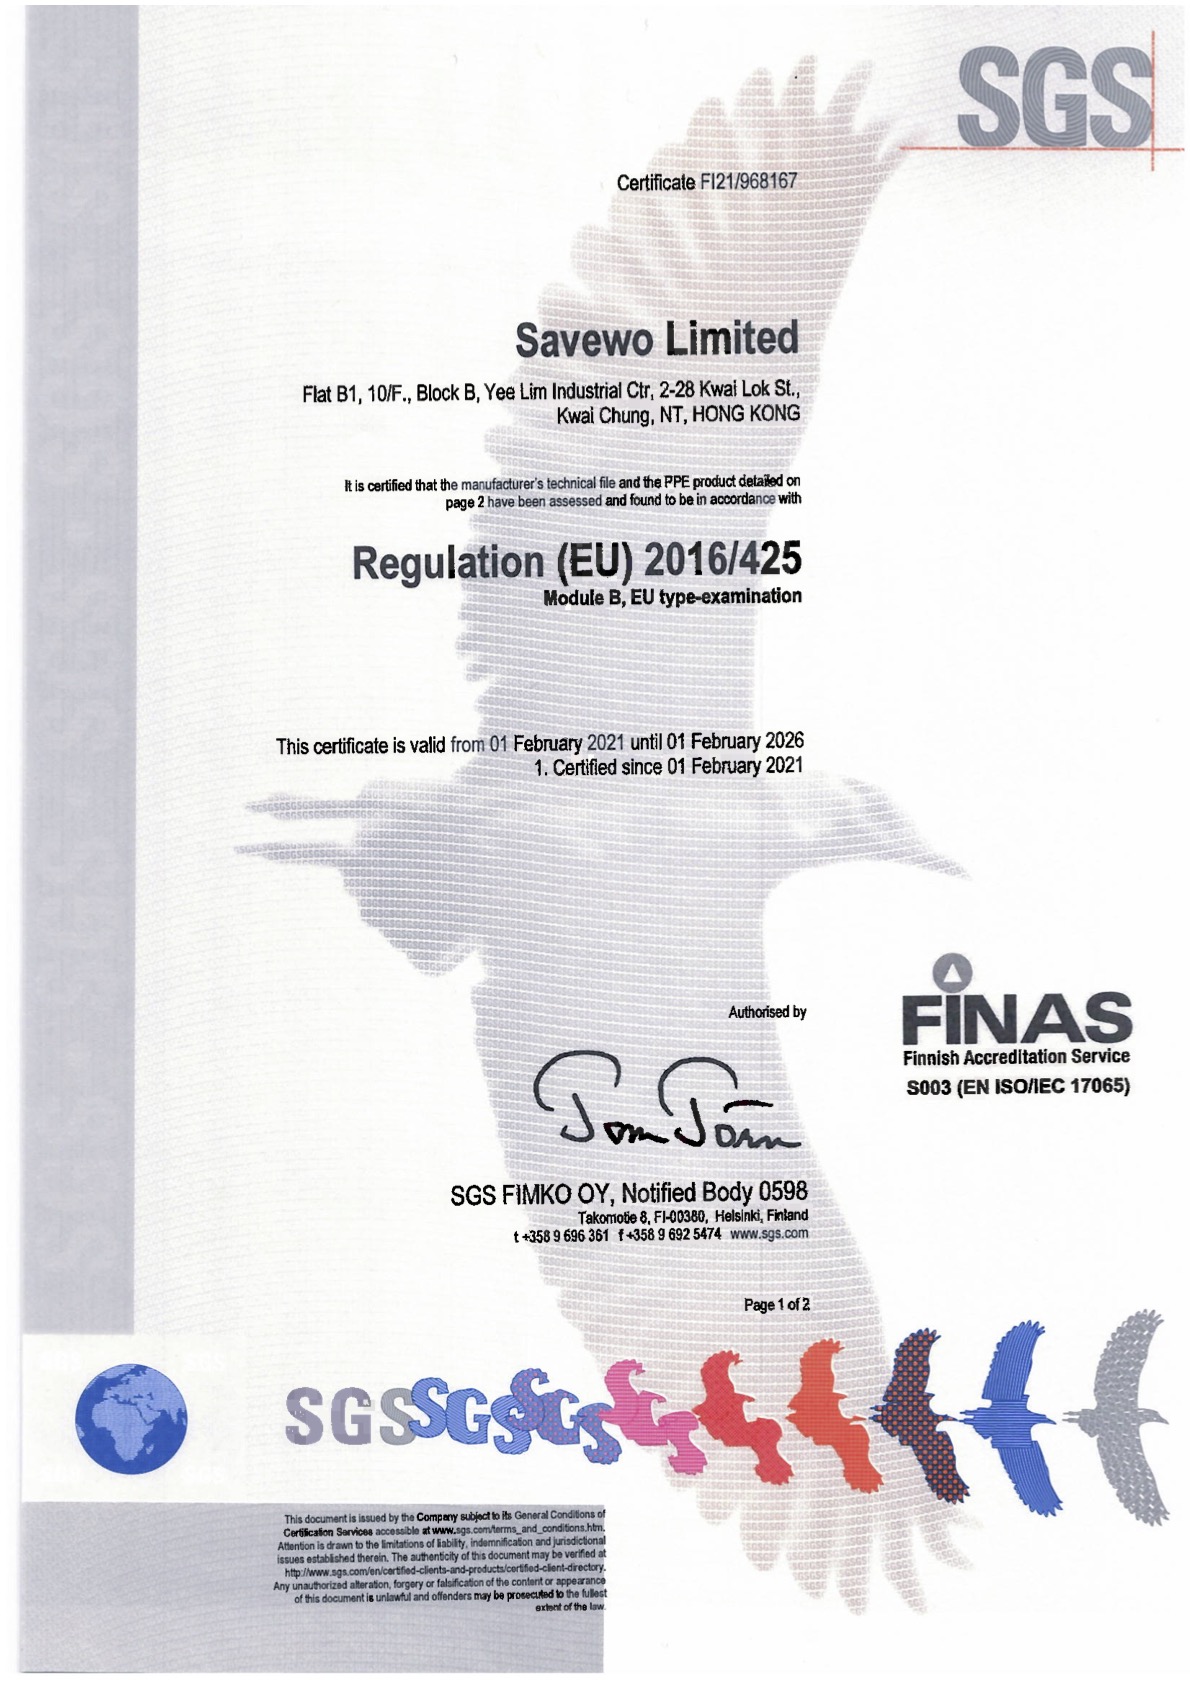 SGS
Certificate FI21/968167
Savewo Limited
Flat B1, 10/F., Block B, Yee Lim Industrial Ctr, 2-28 Kwai Lok St.,
Kwai Chung, NT, HONG KONG
It is certified that the manufacturer's technical file and the PPE product detailed on
page 2 have been assessed and found to be in accordance with
Regulation (EU) 2016/425
Module B, EU type-examination
This certificate is valid from 01 February 2021 until 01 February 2026
1. Certified since 01 February 2021
Authorised by
Tom Törn
FINAS
Finnish Accreditation Service
S003 (EN ISO/IEC 17065)
SGS FIMKO OY, Notified Body 0598
Takomotie 8, FI-00380, Helsinki, Finland
t +358 9 696 361 f +358 9 692 5474 www.sgs.com
Page 1 of 2
SGS SGS SGS
This document is issued by the Company subject to its General Conditions of
Certification Services accessible at www.sgs.com/terms_and_conditions.htm.
Attention is drawn to the limitations of liability, indemnification and jurisdictional
issues established therein. The authenticity of this document may be verified at
http://www.sgs.com/en/certified-clients-and-products/certified-client-directory.
Any unauthorized alteration, forgery or falsification of the content or appearance
of this document is unlawful and offenders may be prosecuted to the fullest
extent of the law.